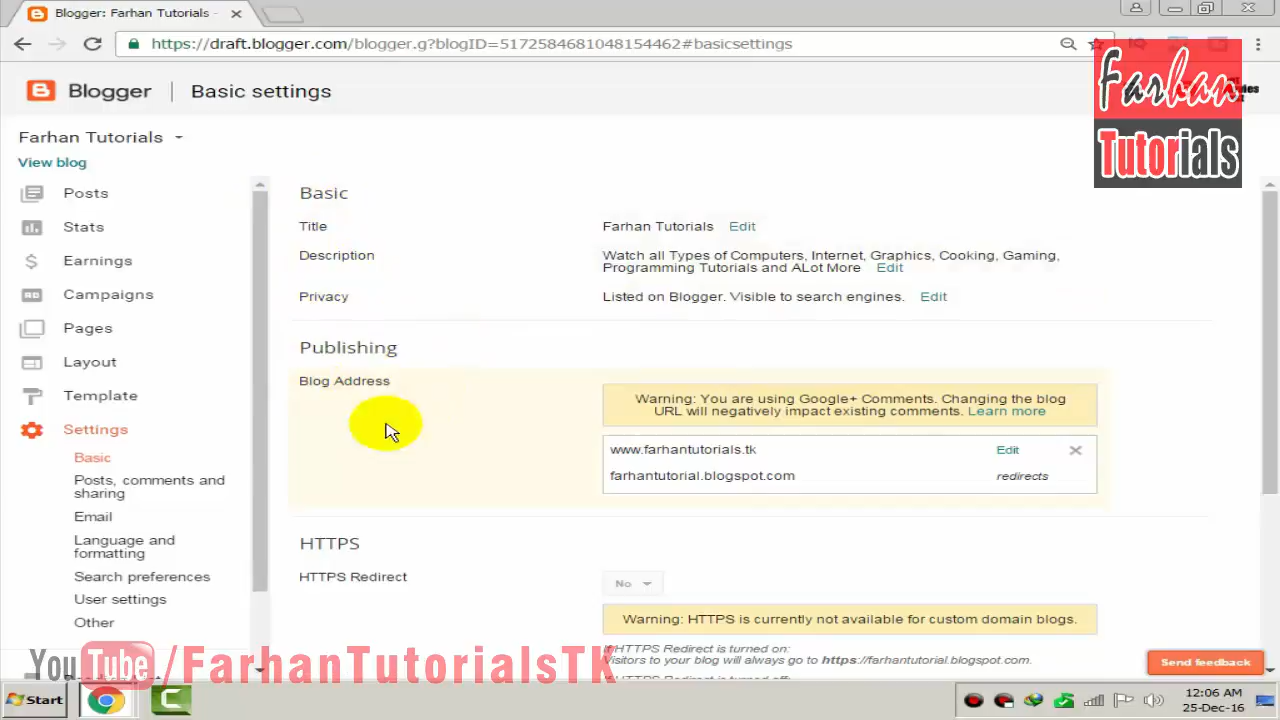 Blogger: Farhan Tutorials -
https://draft.blogger.com/blogger.g?blogID=5172584681048154462#basicsettings
Blogger | Basic settings
Farhan
Tutorials
Farhan Tutorials
View blog
Posts
Stats
Earnings
Campaigns
Pages
Layout
Template
Settings
Basic
Posts, comments and
sharing
Email
Language and
formatting
Search preferences
User settings
Other
Basic
Title Farhan Tutorials Edit
Description Watch all Types of Computers, Internet, Graphics, Cooking, Gaming,
Programming Tutorials and ALot More Edit
Privacy Listed on Blogger. Visible to search engines. Edit
Publishing
Blog Address
Warning: You are using Google+ Comments. Changing the blog
URL will negatively impact existing comments. Learn more
www.farhantutorials.tk Edit
farhantutorial.blogspot.com redirects
HTTPS
HTTPS Redirect No
Warning: HTTPS is currently not available for custom domain blogs.
If HTTPS Redirect is turned on:
Visitors to your blog will always go to https://farhantutorial.blogspot.com.
If HTTPS Redirect is turned off:
Send feedback
YouTube/FarhanTutorialsTK
Start
12:06 AM
25-Dec-16